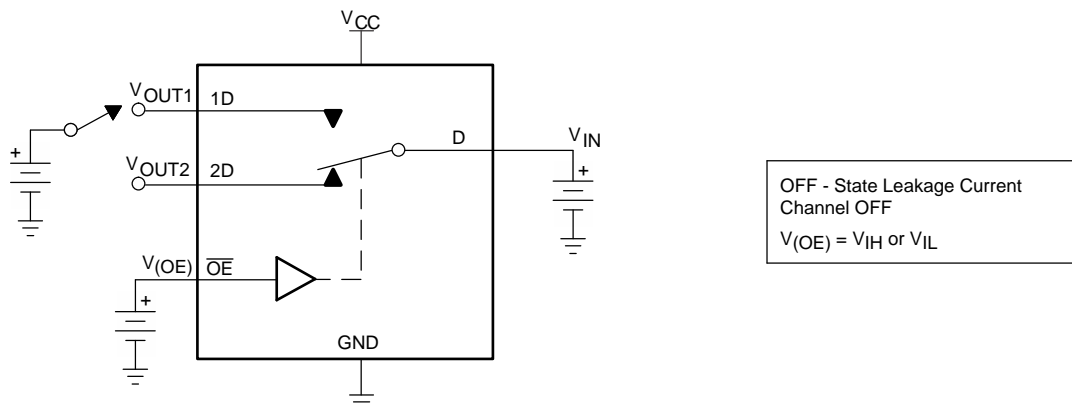 VCC
VOUT1 1D
D VIN
VOUT2 2D
V(OE) OE
GND
+
+
+
OFF - State Leakage Current
Channel OFF
V(OE) = VIH or VIL